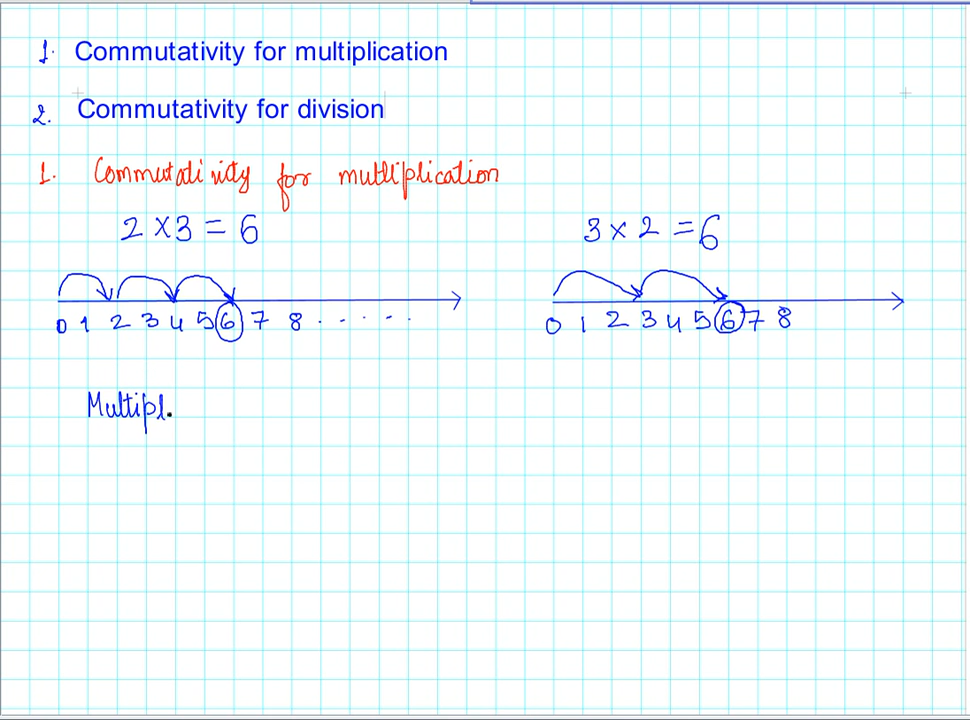 1. Commutativity for multiplication
2. Commutativity for division
1. Commutativity for multiplication
2 × 3 = 6
3 × 2 = 6
0 1 2 3 4 5 6 7 8 . . . . . .
0 1 2 3 4 5 6 7 8
Multipl.